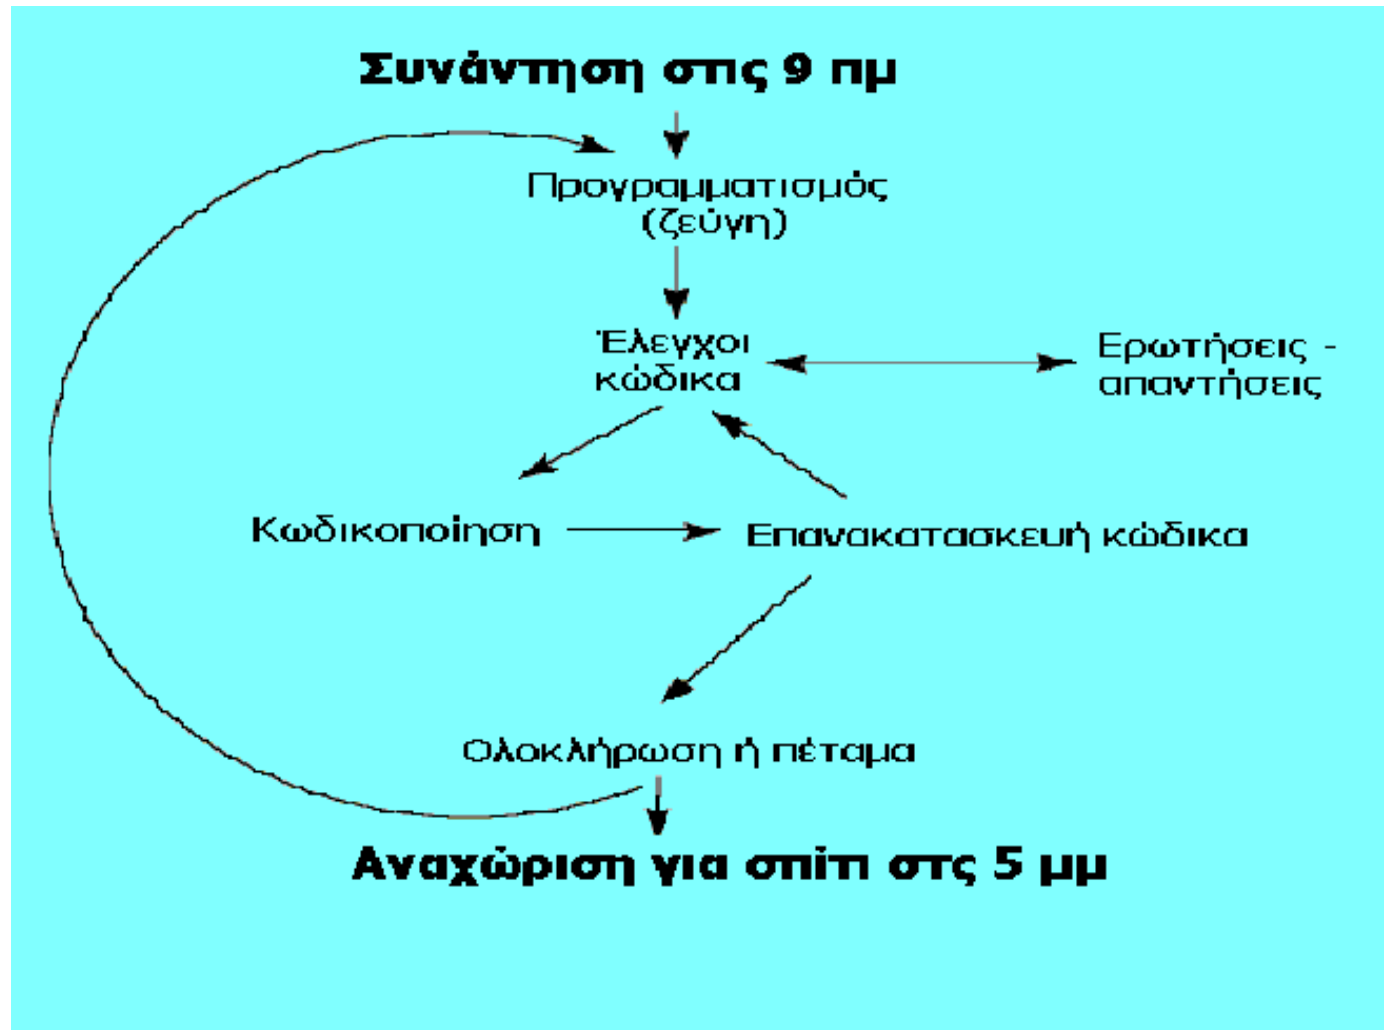 Συνάντηση στις 9 πμ
Προγραμματισμός
(ζεύγη)
Έλεγχοι
κώδικα
Ερωτήσεις -
απαντήσεις
Κωδικοποίηση
Επανακατασκευή κώδικα
Ολοκλήρωση ή πέταμα
Αναχώριση για σπίτι στς 5 μμ